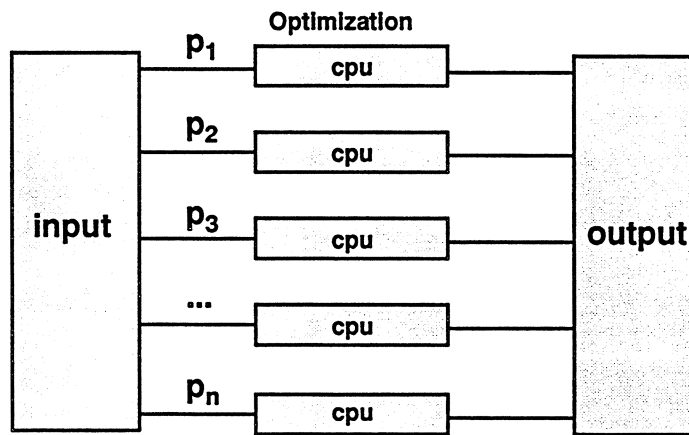 Optimization
p1
cpu
p2
cpu
input
p3
cpu
output
...
cpu
pn
cpu